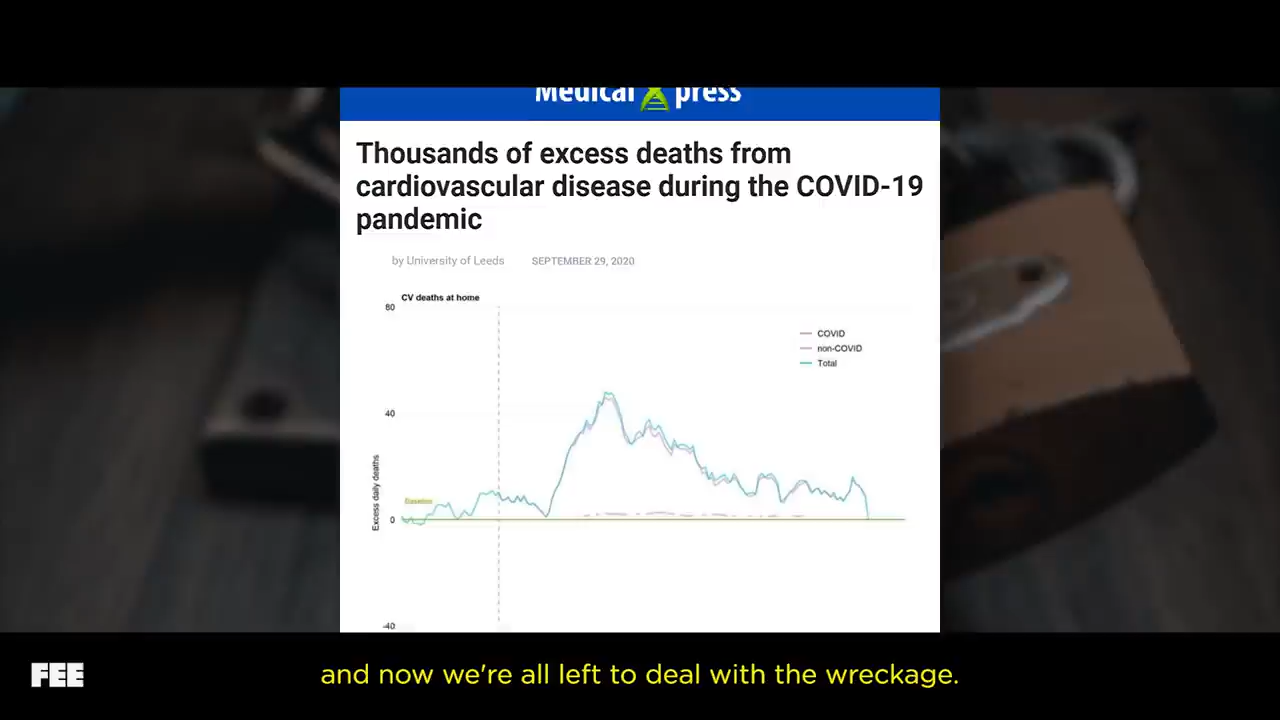 Medical Xpress
Thousands of excess deaths from
cardiovascular disease during the COVID-19
pandemic
by University of Leeds SEPTEMBER 29, 2020
CV deaths at home
80
COVID
non-COVID
Total
40
Excess daily deaths
Baseline
0
-40
FEE
and now we're all left to deal with the wreckage.